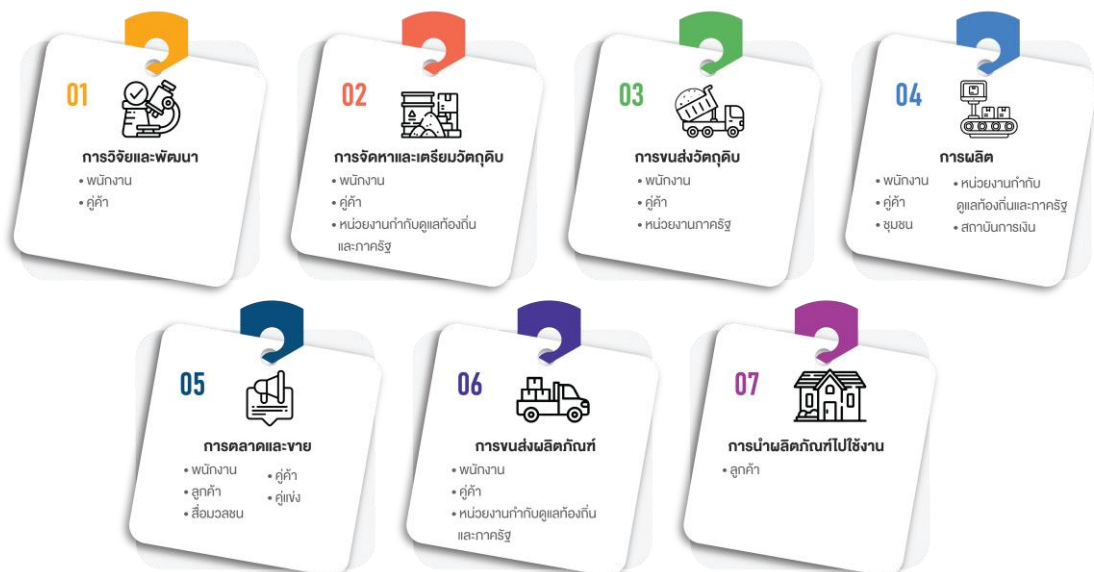 01
การวิจัยและพัฒนา
• พนักงาน
• คู่ค้า
02
การจัดหาและเตรียมวัตถุดิบ
• พนักงาน
• คู่ค้า
• หน่วยงานกำกับดูแลท้องถิ่น
และภาครัฐ
03
การขนส่งวัตถุดิบ
• พนักงาน
• คู่ค้า
• หน่วยงานภาครัฐ
04
การผลิต
• พนักงาน
• คู่ค้า
• ชุมชน
• หน่วยงานกำกับ
ดูแลท้องถิ่นและภาครัฐ
• สถาบันการเงิน
05
การตลาดและขาย
• พนักงาน
• ลูกค้า
• สื่อมวลชน
• คู่ค้า
• คู่แข่ง
06
การขนส่งผลิตภัณฑ์
• พนักงาน
• คู่ค้า
• หน่วยงานกำกับดูแลท้องถิ่น
และภาครัฐ
07
การนำผลิตภัณฑ์ไปใช้งาน
• ลูกค้า